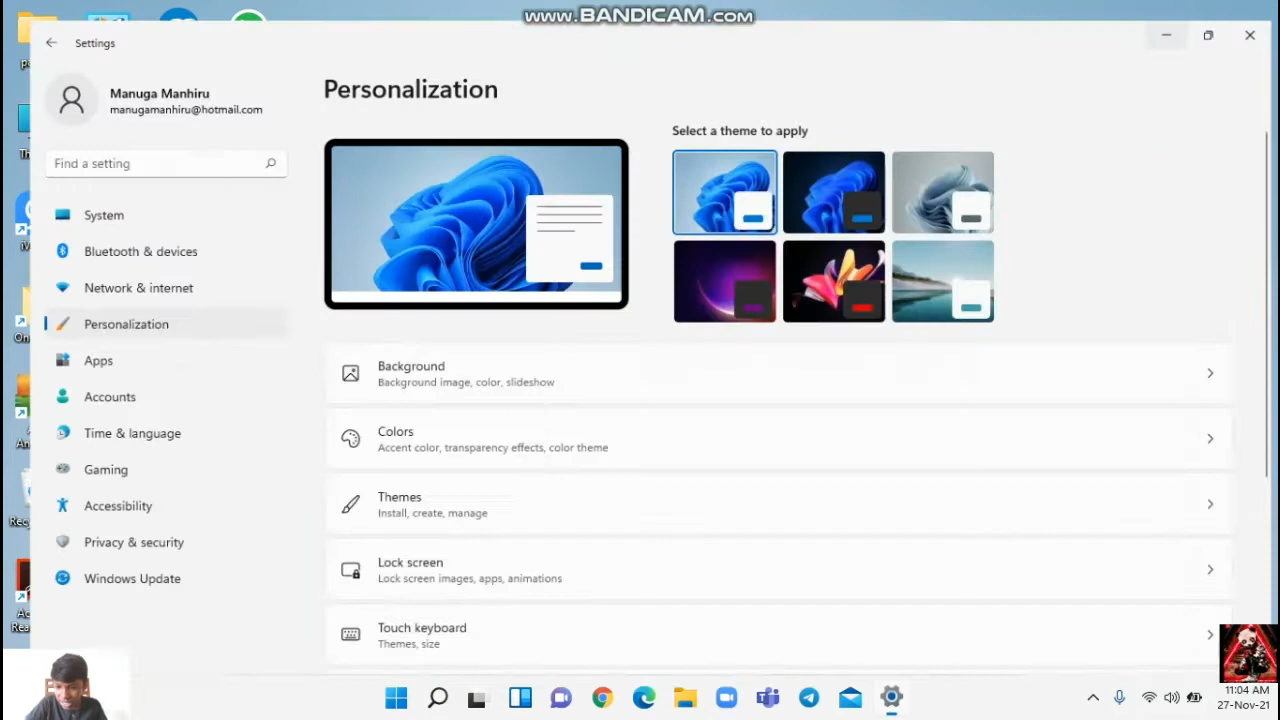 www.BANDICAM.com
Settings
Manuga Manhiru
manugamanhiru@hotmail.com
Find a setting
System
Bluetooth & devices
Network & internet
Personalization
Apps
Accounts
Time & language
Gaming
Accessibility
Privacy & security
Windows Update
Personalization
Select a theme to apply
Background
Background image, color, slideshow
Colors
Accent color, transparency effects, color theme
Themes
Install, create, manage
Lock screen
Lock screen images, apps, animations
Touch keyboard
Themes, size
11:04 AM
27-Nov-21